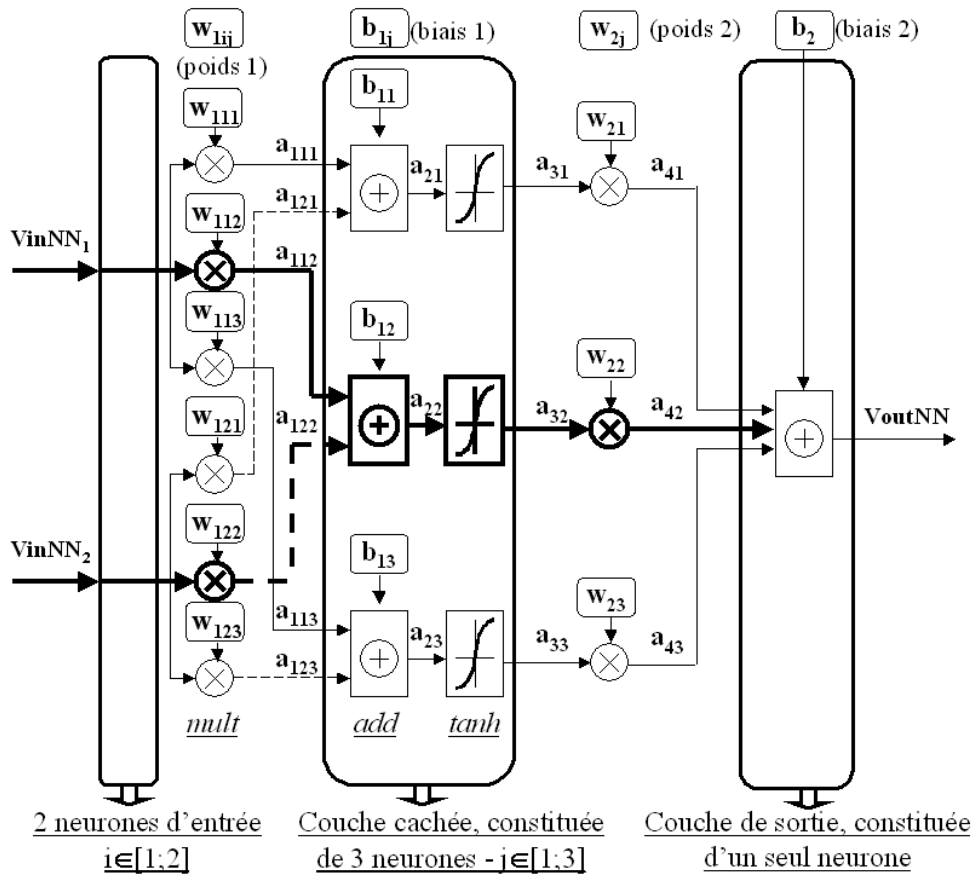 w1ij b1j (biais 1) w2j (poids 2) b2 (biais 2)
(poids 1)
b11
w111
w21
a111
a21
a31
a41
a121
w112
VinNN1
a112
w113
b12
w22
a22
a32
a42
VoutNN
w121
a122
w122
VinNN2
b13
w23
w123
a113
a23
a33
a43
a123
mult add tanh
2 neurones d'entrée
i∈[1;2]
Couche cachée, constituée
de 3 neurones - j∈[1;3]
Couche de sortie, constituée
d'un seul neurone